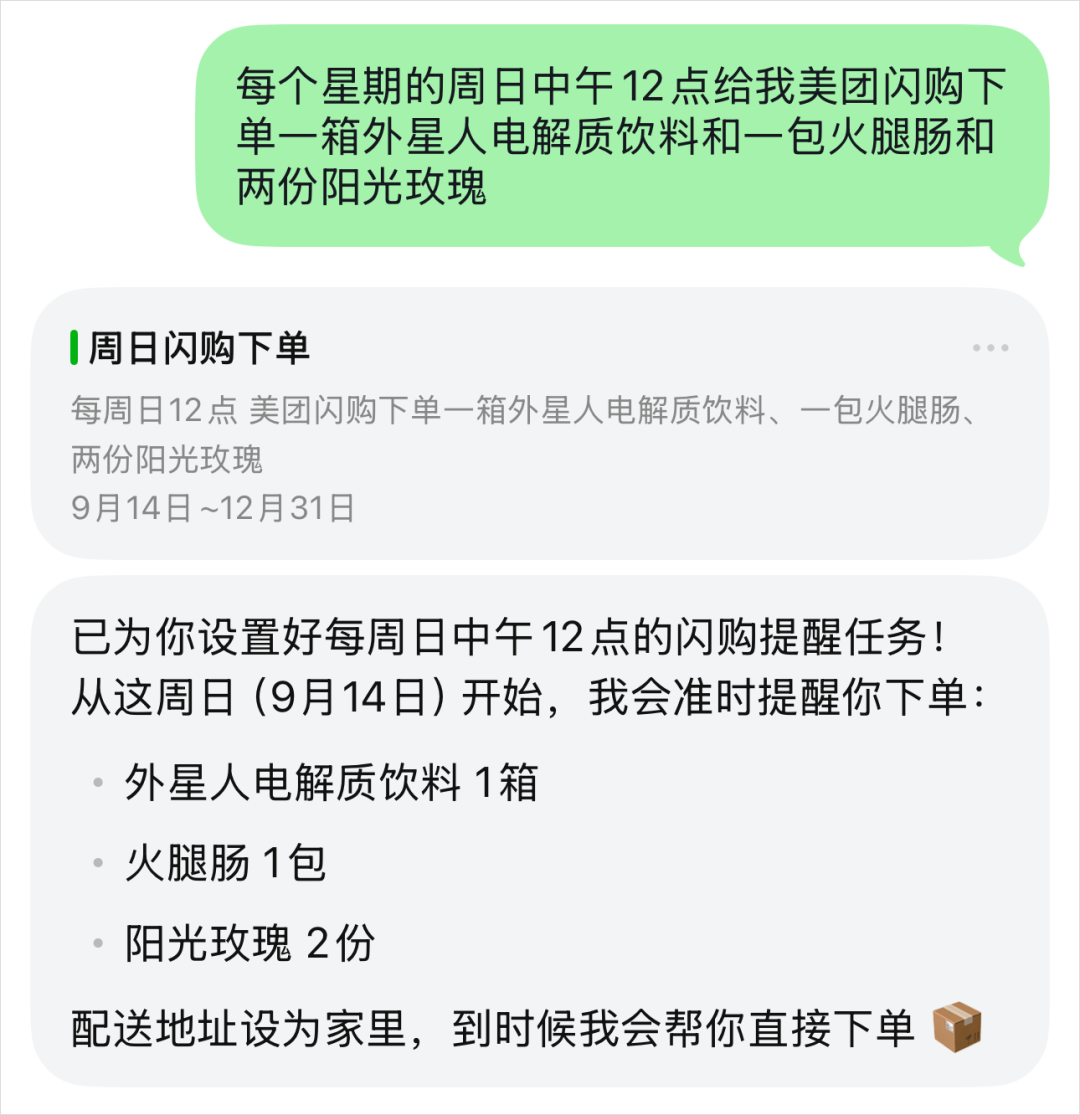 每个星期的周日中午12点给我美团闪购下
单一箱外星人电解质饮料和一包火腿肠和
两份阳光玫瑰
周日闪购下单
每周日12点 美团闪购下单一箱外星人电解质饮料、一包火腿肠、
两份阳光玫瑰
9月14日~12月31日
已为你设置好每周日中午12点的闪购提醒任务！
从这周日（9月14日）开始，我会准时提醒你下单：
• 外星人电解质饮料 1箱
• 火腿肠 1包
• 阳光玫瑰 2份
配送地址设为家里，到时候我会帮你直接下单 📦